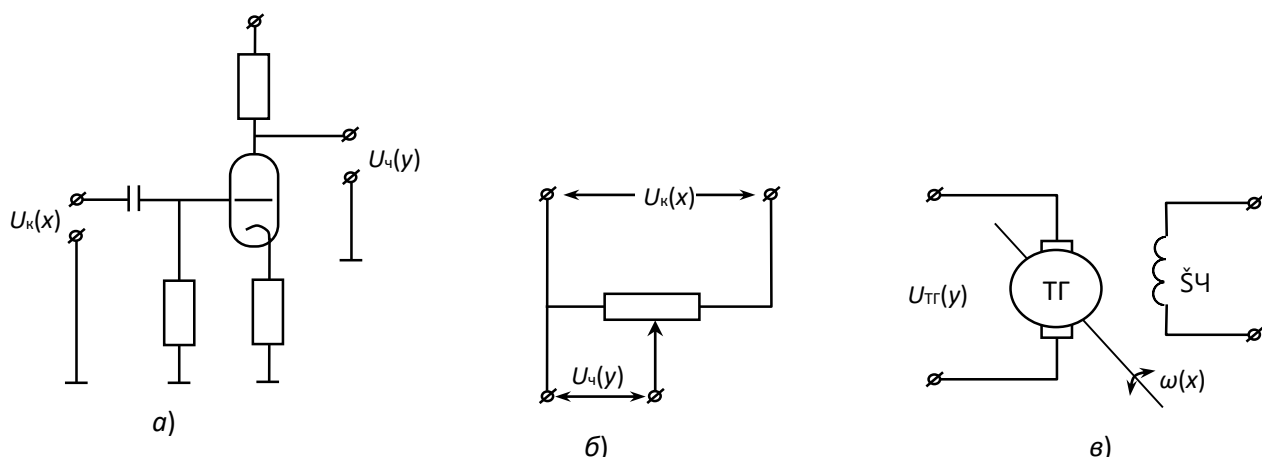 Uк(x)
Uч(y)
а)
Uк(x)
Uч(y)
б)
UТГ(y)
ТГ
ŠЧ
ω(x)
в)